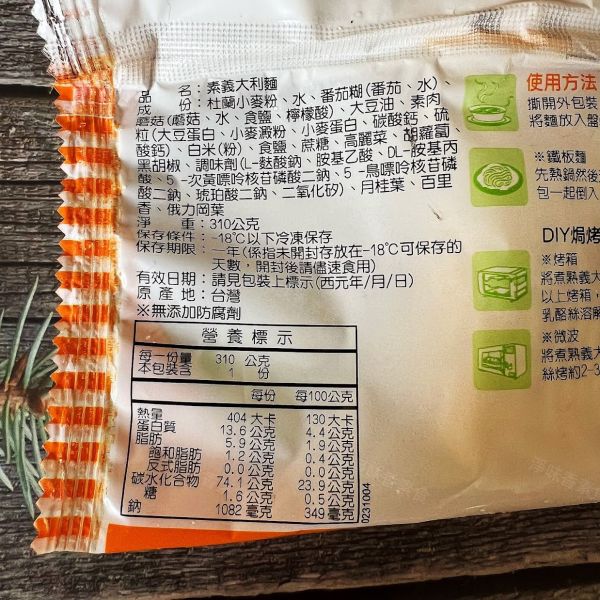 品　名：素義大利麵
成　份：杜蘭小麥粉、水、番茄糊(番茄、水)、
蘑菇(蘑菇、水、食鹽、檸檬酸)、大豆油、素肉
粒(大豆蛋白、小麥澱粉、小麥蛋白、碳酸鈣、硫
酸鈣)、白米(粉)、食鹽、蔗糖、高麗菜、胡蘿蔔、
黑胡椒、調味劑(L-麩酸鈉、胺基乙酸、DL-胺基丙
酸、5-次黃嘌呤核苷磷酸二鈉、5-鳥嘌呤核苷磷
酸二鈉、琥珀酸二鈉、二氧化矽)、月桂葉、百里
香、俄力岡葉
淨　重：310公克
保存條件：-18℃以下冷凍保存
保存期限：一年(係指未開封存放在-18℃可保存的
天數，開封後請儘速食用)
有效日期：請見包裝上標示(西元年/月/日)
原產地：台灣
※無添加防腐劑
營養標示
每一份量 310 公克
本包裝含 1 份
每份 每100公克
熱量 404 大卡 130 大卡
蛋白質 13.6 公克 4.4 公克
脂肪 5.9 公克 1.9 公克
飽和脂肪 1.2 公克 0.4 公克
反式脂肪 0.0 公克 0.0 公克
碳水化合物 74.1 公克 23.9 公克
糖 1.6 公克 0.5 公克
鈉 1082 毫克 349 毫克
0231004
使用方法
撕開外包裝
將麵放入盤
※鐵板麵
先熱鍋然後
包一起倒入
DIY焗烤
※烤箱
將煮熟義大
以上烤箱，
乳酪絲溶解
※微波
將煮熟義大
絲烤約2-3